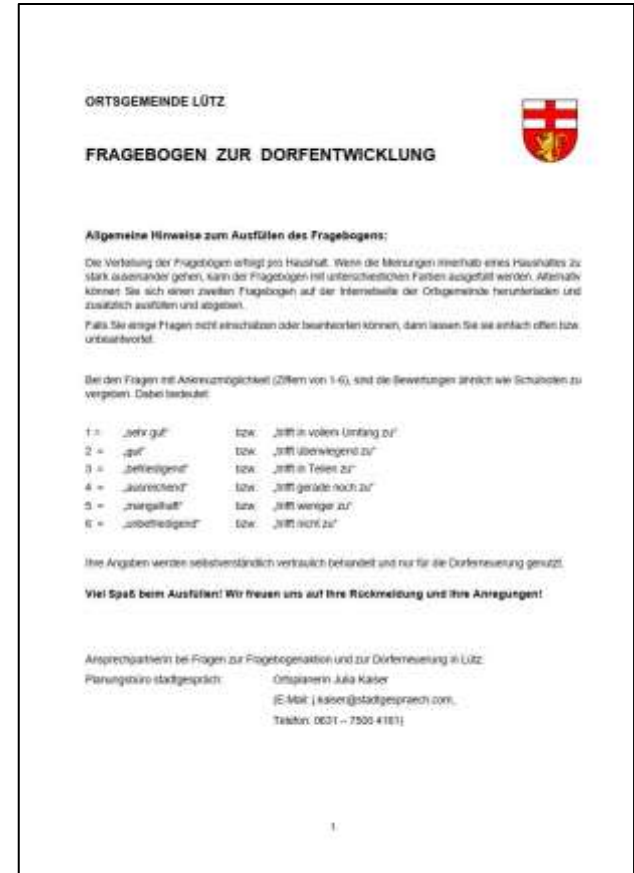 ORTSGEMEINDE LÜTZ
FRAGEBOGEN ZUR DORFENTWICKLUNG
Allgemeine Hinweise zum Ausfüllen des Fragebogens:
Die Verteilung der Fragebögen erfolgt pro Haushalt. Wenn die Meinungen innerhalb eines Haushaltes zu
stark auseinander gehen, kann der Fragebogen mit unterschiedlichen Farben ausgefüllt werden. Alternativ
können Sie sich einen zweiten Fragebogen auf der Internetseite der Ortsgemeinde herunterladen und
zusätzlich ausfüllen und abgeben.
Falls Sie einige Fragen nicht einschätzen oder beantworten können, dann lassen Sie sie einfach offen bzw.
unbeantwortet.
Bei den Fragen mit Ankreuzmöglichkeit (Ziffern von 1-6), sind die Bewertungen ähnlich wie Schulnoten zu
vergeben. Dabei bedeutet:
1 = „sehr gut" bzw. „trifft in vollem Umfang zu"
2 = „gut" bzw. „trifft überwiegend zu"
3 = „befriedigend" bzw. „trifft in Teilen zu"
4 = „ausreichend" bzw. „trifft gerade noch zu"
5 = „mangelhaft" bzw. „trifft weniger zu"
6 = „unbefriedigend" bzw. „trifft nicht zu"
Ihre Angaben werden selbstverständlich vertraulich behandelt und nur für die Dorferneuerung genutzt.
Viel Spaß beim Ausfüllen! Wir freuen uns auf Ihre Rückmeldung und Ihre Anregungen!
Ansprechpartnerin bei Fragen zur Fragebogenaktion und zur Dorferneuerung in Lütz:
Planungsbüro stadtgespräch: Ortsplanerin Julia Kaiser
(E-Mail: j.kaiser@stadtgespraech.com,
Telefon: 0631 – 7500 4161)
1